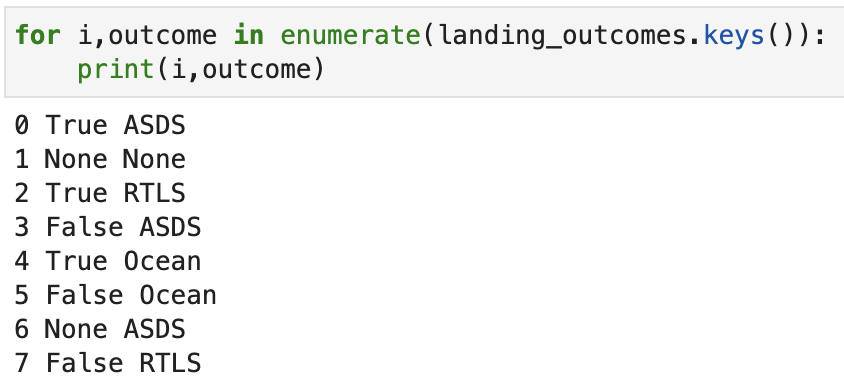 for i,outcome in enumerate(landing_outcomes.keys()):
    print(i,outcome)
0 True ASDS
1 None None
2 True RTLS
3 False ASDS
4 True Ocean
5 False Ocean
6 None ASDS
7 False RTLS